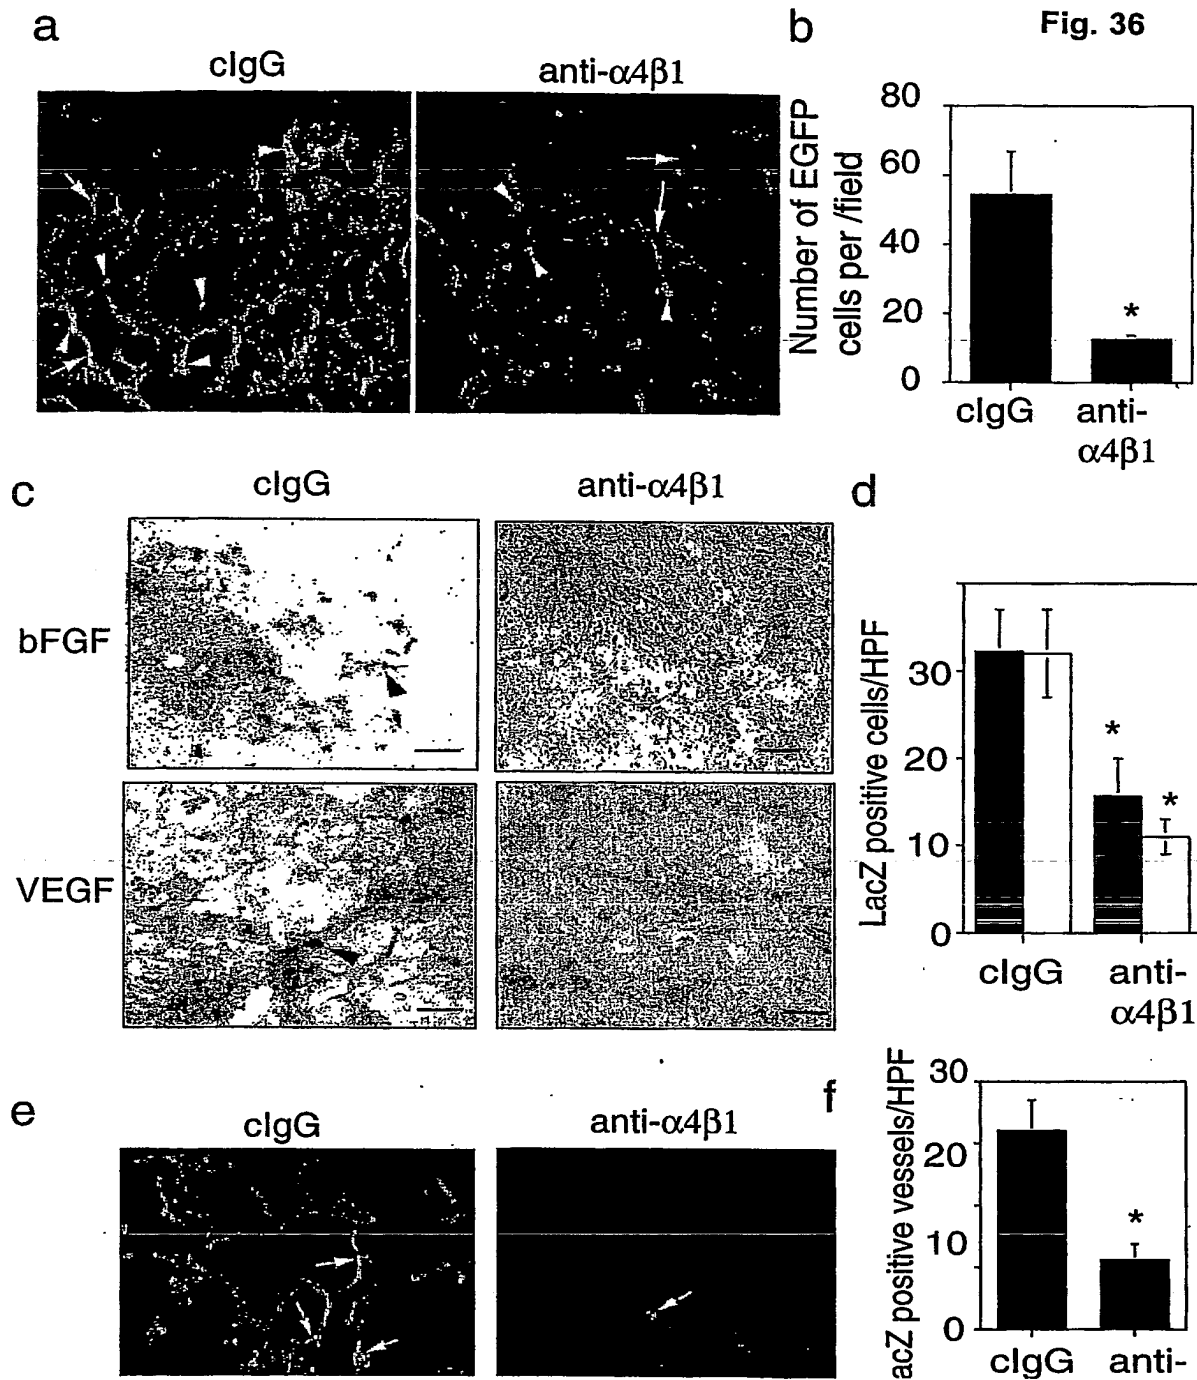 Fig. 36
a
cIgG
anti-α4β1
b
Number of EGFP
cells per /field
80
60
40
20
0
*
cIgG
anti-
α4β1
c
cIgG
anti-α4β1
bFGF
VEGF
d
LacZ positive cells/HPF
30
20
10
0
*
*
cIgG
anti-
α4β1
e
cIgG
anti-α4β1
f
acZ positive vessels/HPF
30
20
10
0
*
cIgG
anti-